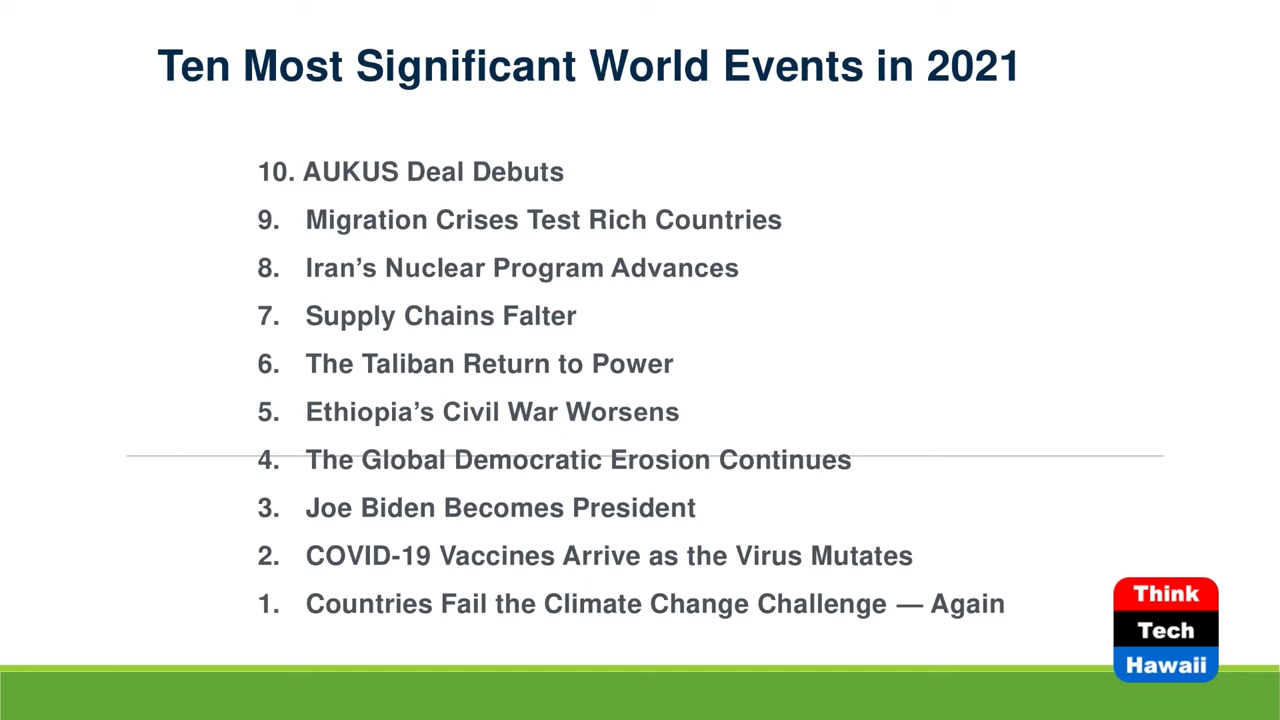 Ten Most Significant World Events in 2021
10. AUKUS Deal Debuts
9. Migration Crises Test Rich Countries
8. Iran’s Nuclear Program Advances
7. Supply Chains Falter
6. The Taliban Return to Power
5. Ethiopia’s Civil War Worsens
4. The Global Democratic Erosion Continues
3. Joe Biden Becomes President
2. COVID-19 Vaccines Arrive as the Virus Mutates
1. Countries Fail the Climate Change Challenge — Again
Think
Tech
Hawaii